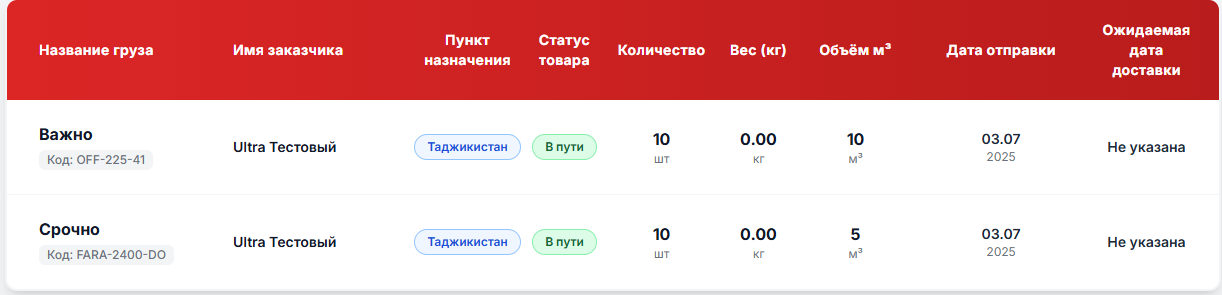 Название груза
Имя заказчика
Пункт
назначения
Статус
товара
Количество
Вес (кг)
Объём м³
Дата отправки
Ожидаемая
дата
доставки
Важно
Код: OFF-225-41
Ultra Тестовый
Таджикистан
В пути
10
шт
0.00
кг
10
м³
03.07
2025
Не указана
Срочно
Код: FARA-2400-DO
Ultra Тестовый
Таджикистан
В пути
10
шт
0.00
кг
5
м³
03.07
2025
Не указана